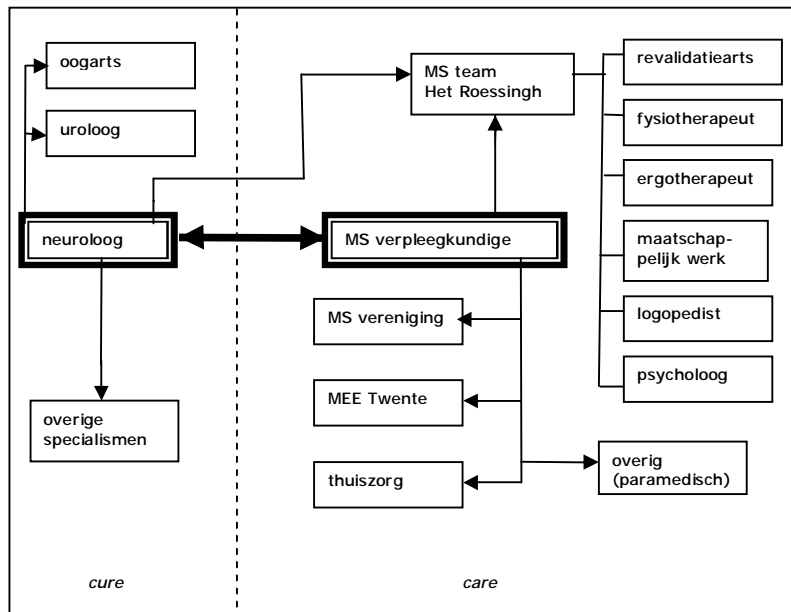 oogarts
uroloog
neuroloog
overige
specialismen
cure
MS team
Het Roessingh
MS verpleegkundige
MS vereniging
MEE Twente
thuiszorg
overig
(paramedisch)
revalidatiearts
fysiotherapeut
ergotherapeut
maatschap-
pelijk werk
logopedist
psycholoog
care